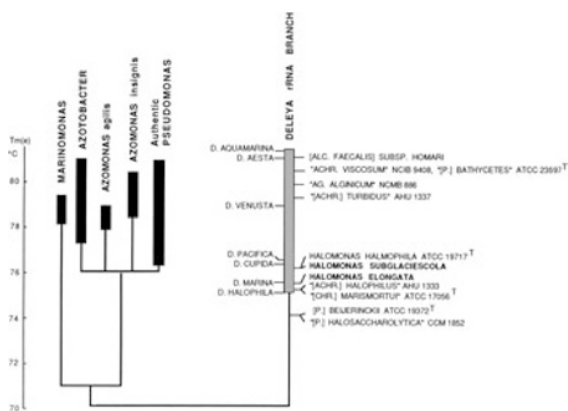 MARINOMONAS
AZOTOBACTER
AZOMONAS agilis
AZOMONAS insignis
Authentic
PSEUDOMONAS
DELEYA rRNA BRANCH
Tm(e)
°C
80
78
76
74
72
70
D. AQUAMARINA
D. AESTA
D. VENUSTA
D. PACIFICA
D. CUPIDA
D. MARINA
D. HALOPHILA
[ALC. FAECALIS] SUBSP. HOMARI
"ACHR. VISCOSUM" NCIB 9408, "[P.] BATHYCETES" ATCC 23597ᵀ
"AG. ALGINICUM" NCMB 886
"[ACHR.] TURBIDUS" AHU 1337
HALOMONAS HALMOPHILA ATCC 19717ᵀ
HALOMONAS SUBGLACIESCOLA
HALOMONAS ELONGATA
"[ACHR.] HALOPHILUS" AHU 1333
"[CHR.] MARISMORTUI" ATCC 17056ᵀ
[P.] BEIJERINCKII ATCC 19372ᵀ
"[P.] HALOSACCHAROLYTICA" CCM 2852